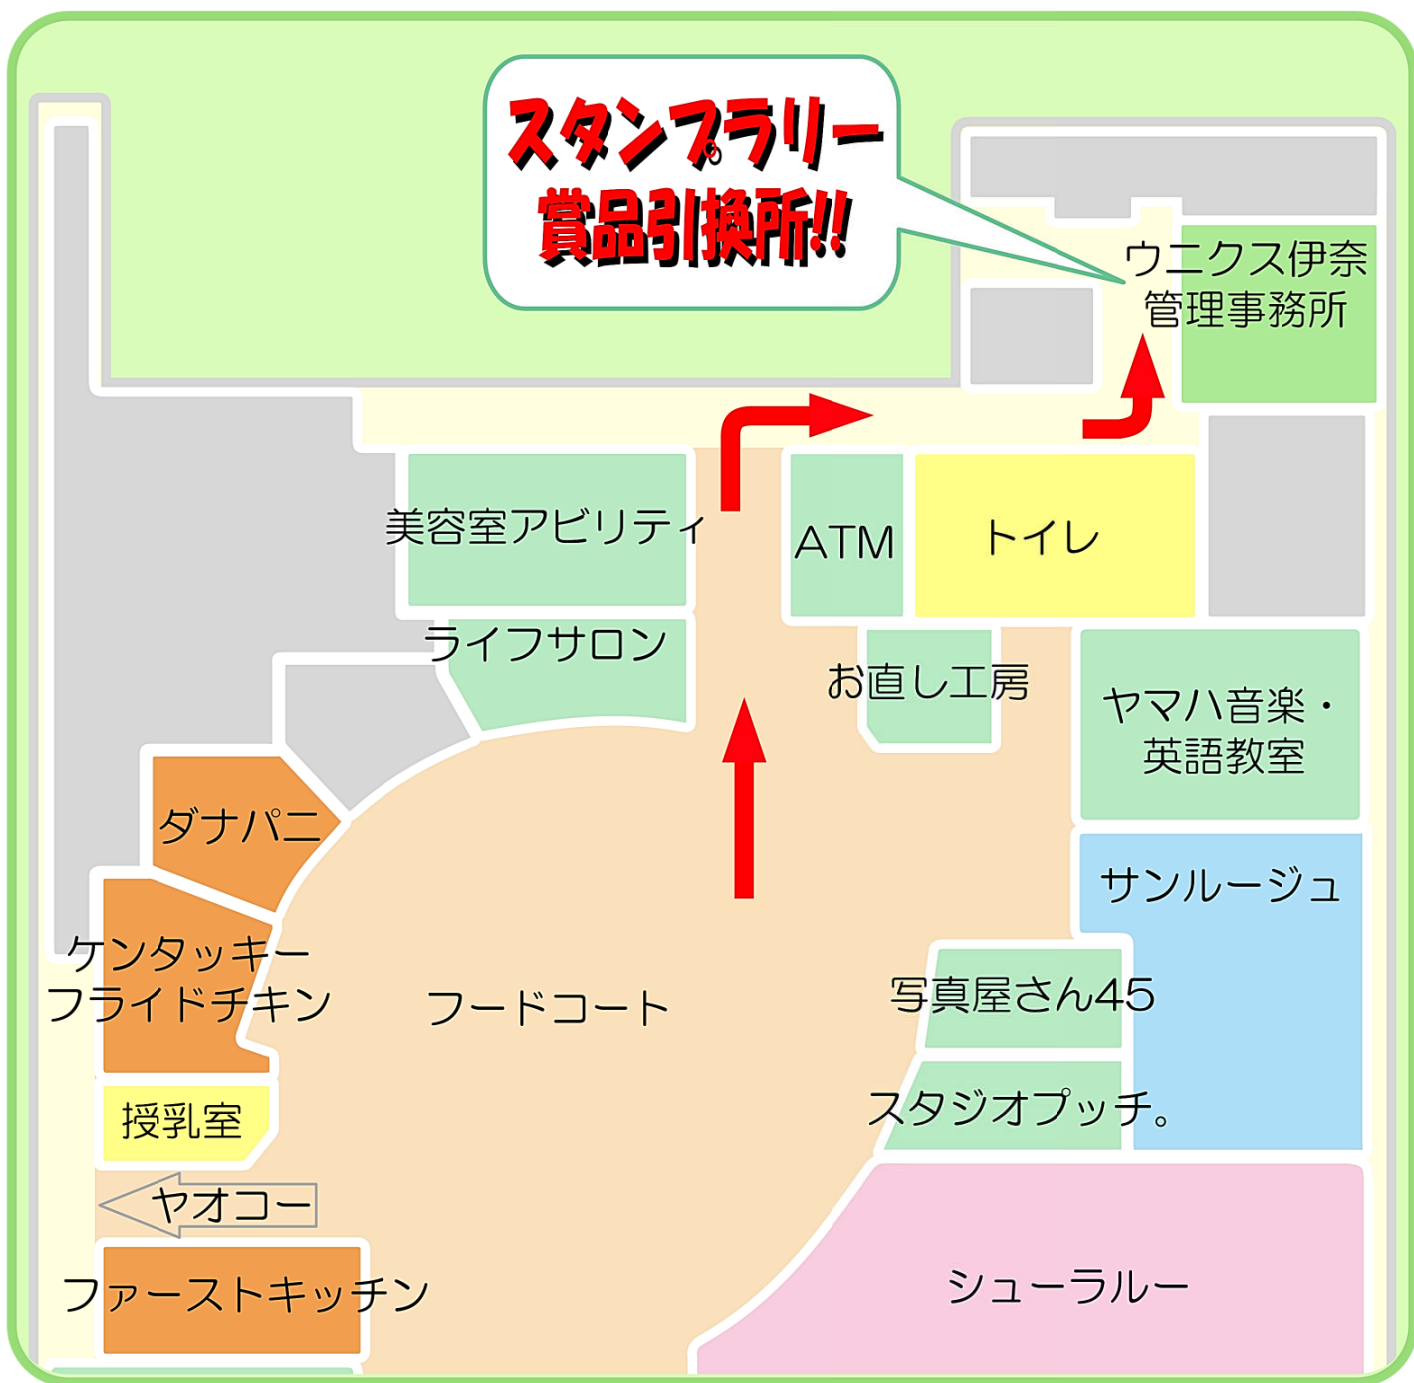 スタンプラリー
賞品引換所!!
ウニクス伊奈
管理事務所
美容室アビリティ
ATM
トイレ
ライフサロン
お直し工房
ヤマハ音楽・
英語教室
ダナパニ
サンルージュ
ケンタッキー
フライドチキン
フードコート
写真屋さん45
授乳室
スタジオプッチ。
ヤオコー
ファーストキッチン
シューラルー